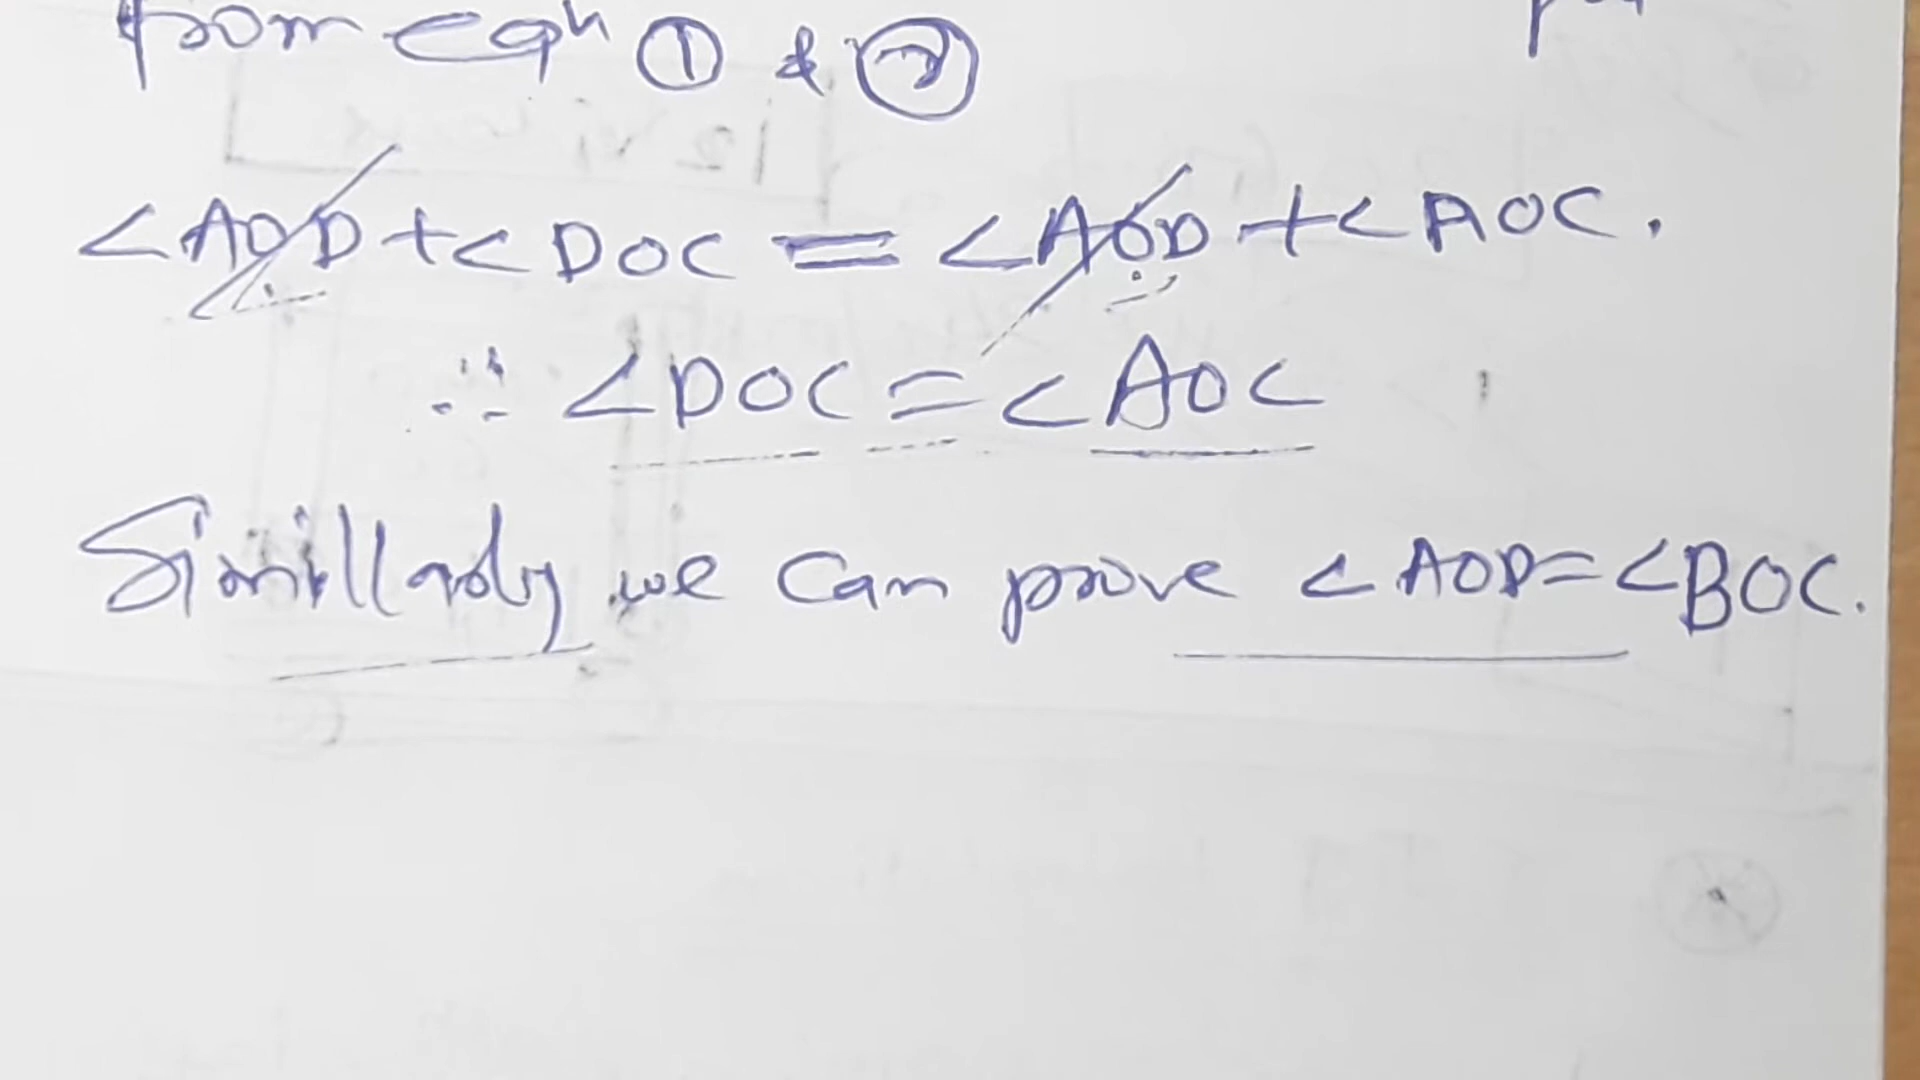 from eqn ① & ②
<AOD + <DOC = <AOD + <AOC.
∴ <DOC = <AOC
Simillarly we can prove <AOD = <BOC.